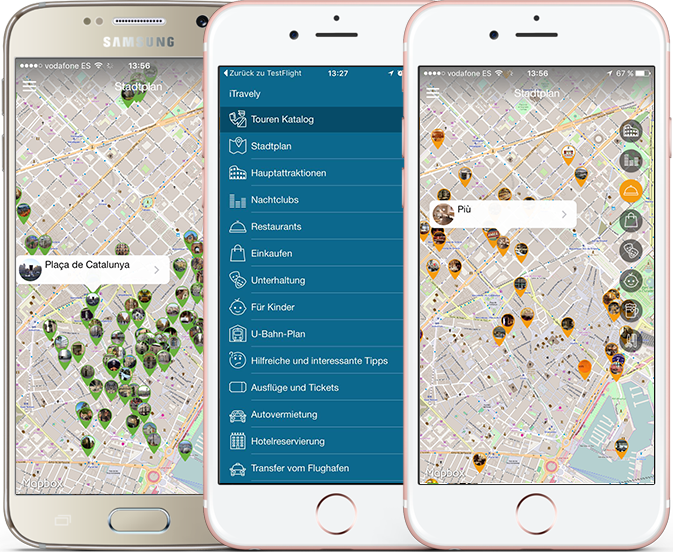 SAMSUNG
vodafone ES 13:56
Stadtplan
Plaça de Catalunya
Mapbox
Zurück zu TestFlight 13:27
iTravely
Touren Katalog
Stadtplan
Hauptattraktionen
Nachtclubs
Restaurants
Einkaufen
Unterhaltung
Für Kinder
U-Bahn-Plan
Hilfreiche und interessante Tipps
Ausflüge und Tickets
Autovermietung
Hotelreservierung
Transfer vom Flughafen
vodafone ES 13:56 67 %
Stadtplan
Più
Mapbox